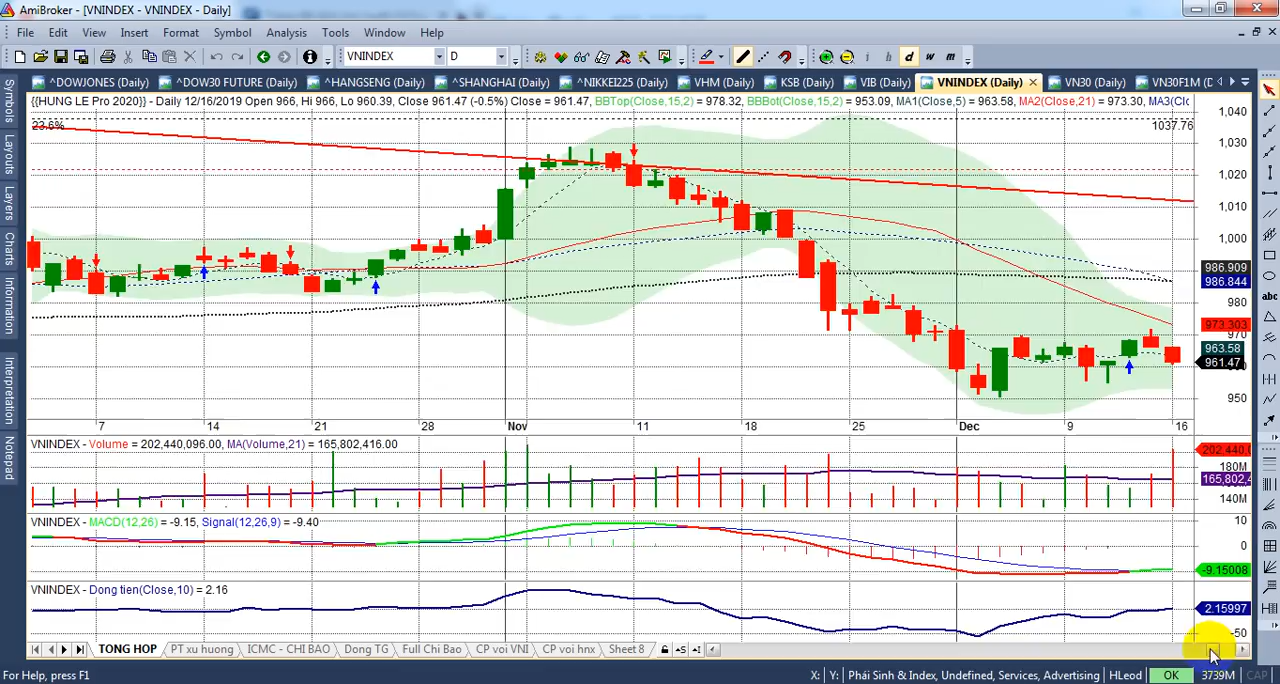 AmiBroker - [VNINDEX - VNINDEX - Daily]
File Edit View Insert Format Symbol Analysis Tools Window Help
VNINDEX D i h d w m
^DOWJONES (Daily) ^DOW30 FUTURE (Daily) ^HANGSENG (Daily) ^SHANGHAI (Daily) ^NIKKEI225 (Daily) VHM (Daily) KSB (Daily) VIB (Daily) VNINDEX (Daily) VN30 (Daily) VN30F1M (D
{{HUNG LE Pro 2020}} - Daily 12/16/2019 Open 966, Hi 966, Lo 960.39, Close 961.47 (-0.5%) Close = 961.47, BBTop(Close,15,2) = 978.32, BBBot(Close,15,2) = 953.09, MA1(Close,5) = 963.58, MA2(Close,21) = 973.30, MA3(Clo
Symbols
Layouts
Layers
Charts
Information
Interpretation
Notepad
23.6%
1037.76
1,040
1,030
1,020
1,010
1,000
986.909
986.844
980
973.303
970
963.58
961.47
950
7 14 21 28 Nov 11 18 25 Dec 9 16
VNINDEX - Volume = 202,440,096.00, MA(Volume,21) = 165,802,416.00
202,440,0
180M
165,802,4
140M
VNINDEX - MACD(12,26) = -9.15, Signal(12,26,9) = -9.40
10
0
-9.15008
VNINDEX - Dong tien(Close,10) = 2.16
2.15997
-50
TONG HOP PT xu huong ICMC - CHI BAO Dong TG Full Chi Bao CP voi VNI CP voi hnx Sheet 8
abc
For Help, press F1 X: Y: Phái Sinh & Index, Undefined, Services, Advertising HLeod OK 3739M CAP